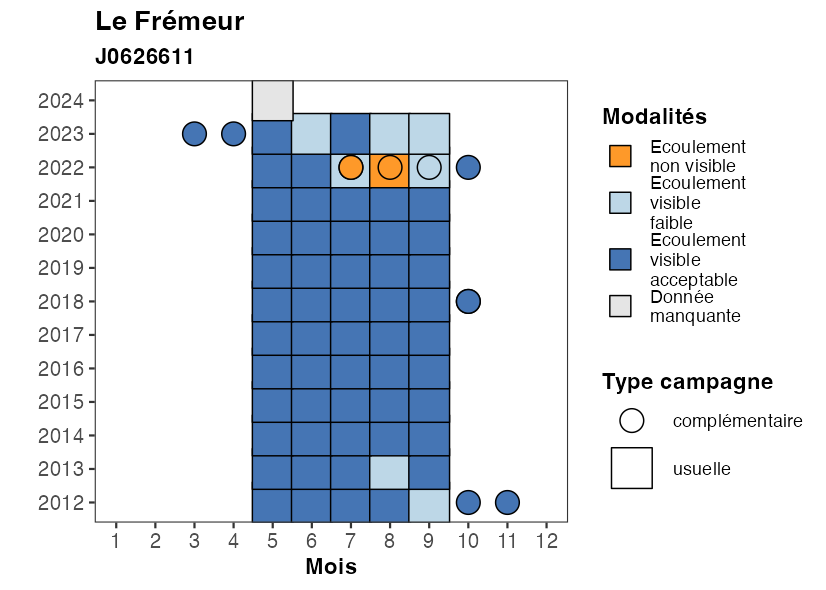 Le Frémeur
J0626611
2024
2023
2022
2021
2020
2019
2018
2017
2016
2015
2014
2013
2012
1 2 3 4 5 6 7 8 9 10 11 12
Mois
Modalités
Ecoulement
non visible
Ecoulement
visible
faible
Ecoulement
visible
acceptable
Donnée
manquante
Type campagne
complémentaire
usuelle